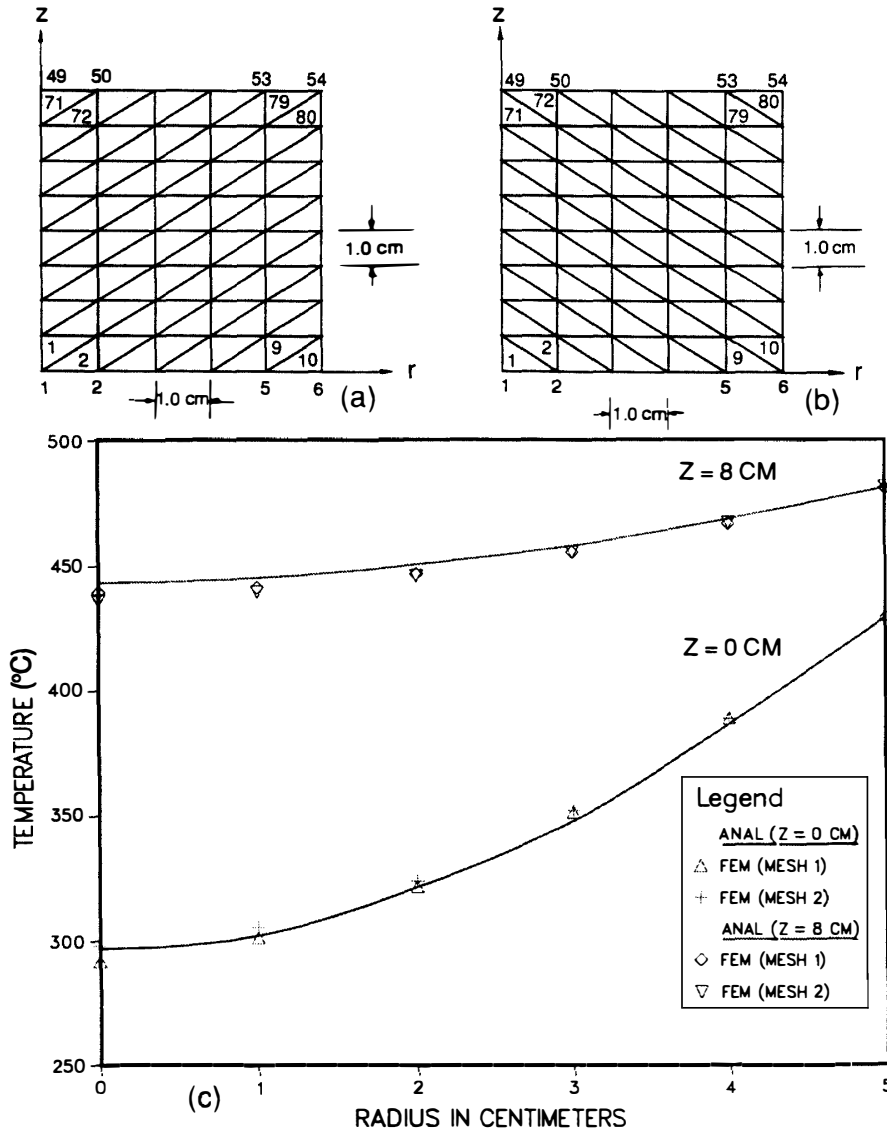 z
49 50 53 54
71 79
72 80
1.0 cm
1 9
2 10
1 2 5 6 r
1.0 cm
(a)
z
49 50 53 54
72 80
71 79
1.0 cm
2 10
1 9
1 2 5 6 r
1.0 cm
(b)
500
450
400
350
300
250
TEMPERATURE (ºC)
Z = 8 CM
Z = 0 CM
Legend
ANAL (Z = 0 CM)
FEM (MESH 1)
FEM (MESH 2)
ANAL (Z = 8 CM)
FEM (MESH 1)
FEM (MESH 2)
0 1 2 3 4 5
(c)
RADIUS IN CENTIMETERS